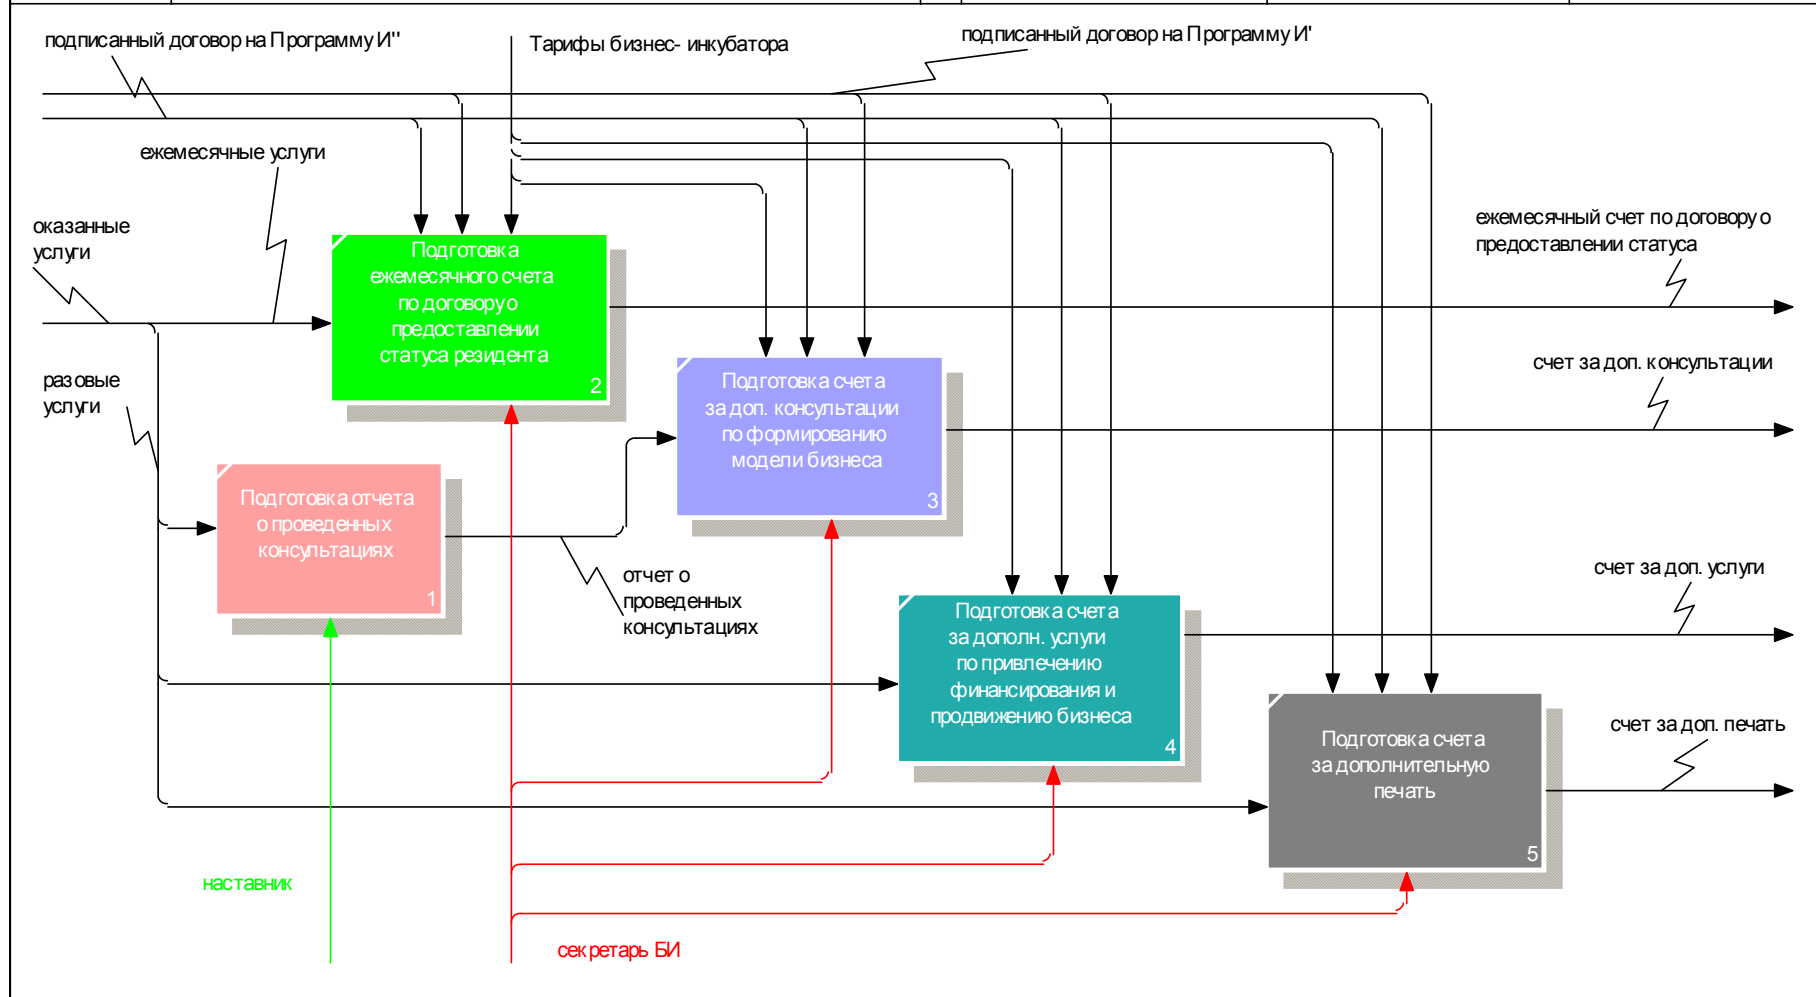 подписанный договор на Программу И''
Тарифы бизнес- инкубатора
подписанный договор на Программу И'
ежемесячные услуги
оказанные
услуги
ежемесячный счет по договору о
предоставлении статуса
Подготовка
ежемесячного счета
по договору о
предоставлении
статуса резидента
2
счет за доп. консультации
разовые
услуги
Подготовка счета
за доп. консультации
по формированию
модели бизнеса
3
Подготовка отчета
о проведенных
консультациях
1
отчет о
проведенных
консультациях
счет за доп. услуги
Подготовка счета
за дополн. услуги
по привлечению
финансирования и
продвижению бизнеса
4
счет за доп. печать
Подготовка счета
за дополнительную
печать
5
наставник
секретарь БИ